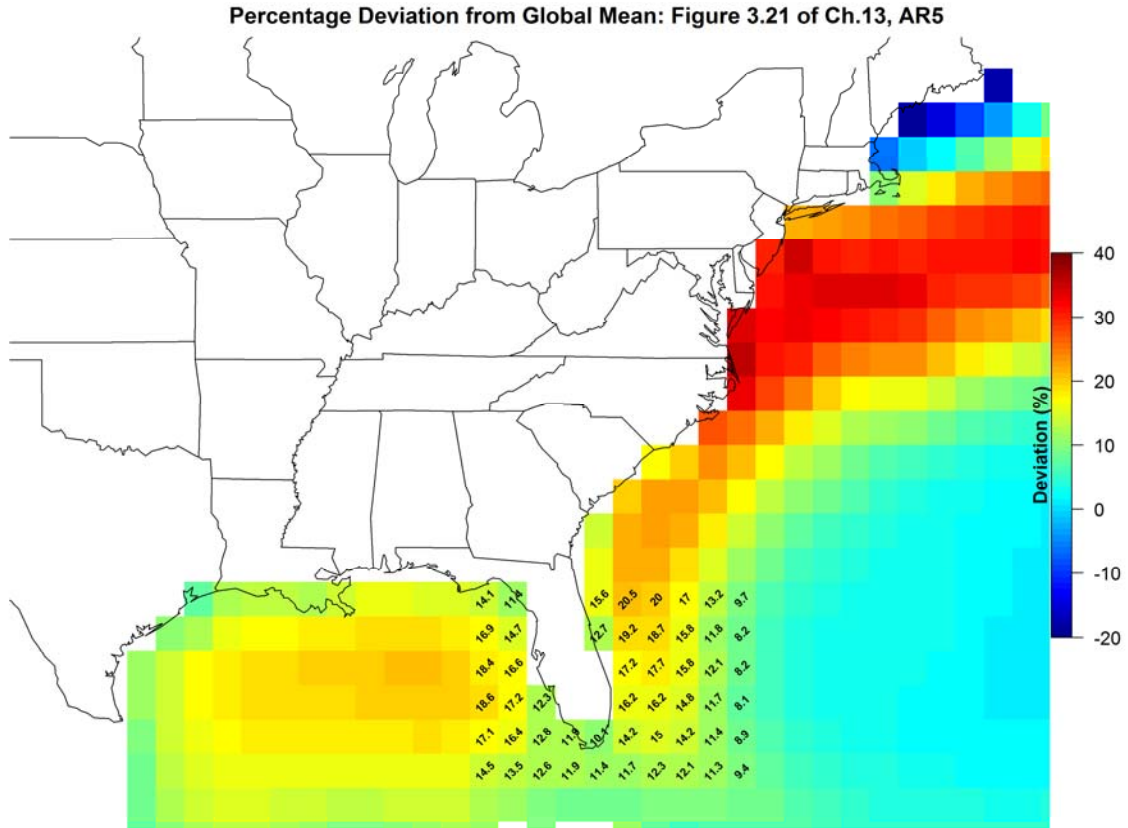 Percentage Deviation from Global Mean: Figure 3.21 of Ch.13, AR5
40
30
20
10
0
-10
-20
Deviation (%)
14.1 11.4 15.6 20.5 20 17 13.2 9.7
16.9 14.7 12.7 19.2 18.7 15.8 11.8 8.2
18.4 16.6 17.2 17.7 15.8 12.1 8.2
18.6 17.2 12.3 16.2 16.2 14.8 11.7 8.1
17.1 16.4 12.8 11.9 10.1 14.2 15 14.2 11.4 8.9
14.5 13.5 12.6 11.9 11.4 11.7 12.3 12.1 11.3 9.4